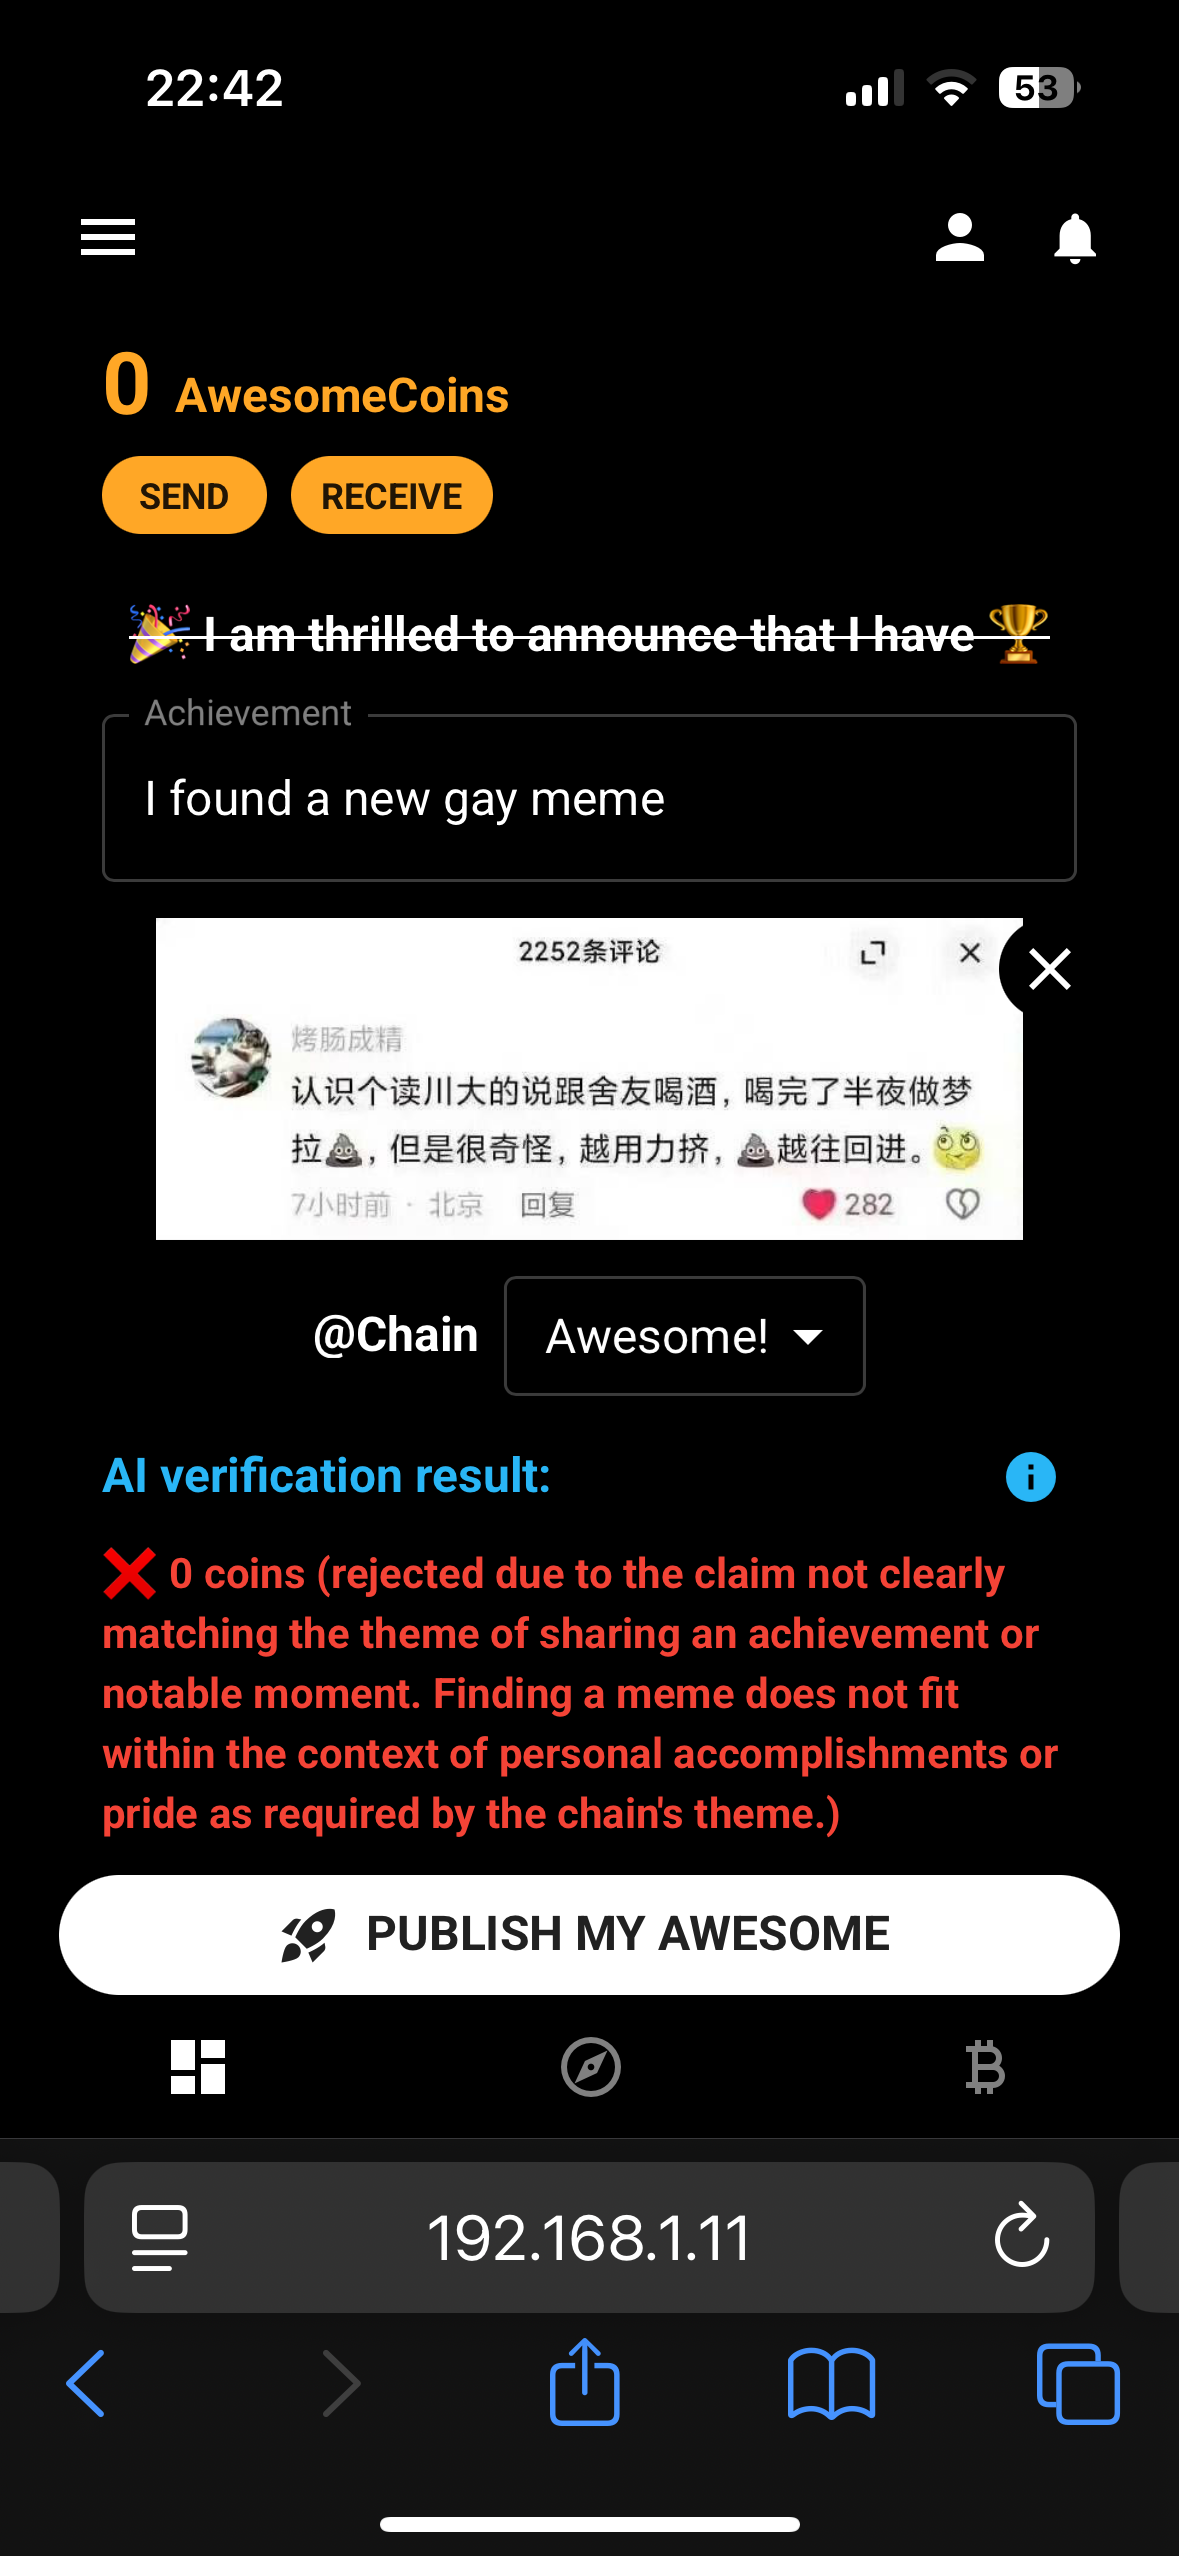 22:42
53
0 AwesomeCoins
SEND
RECEIVE
🎉 I am thrilled to announce that I have 🏆
Achievement
I found a new gay meme
2252条评论
烤肠成精
认识个读川大的说跟舍友喝酒，喝完了半夜做梦
拉💩，但是很奇怪，越用力挤，💩越往回进。
7小时前 · 北京 回复 282
@Chain Awesome!
AI verification result:
❌ 0 coins (rejected due to the claim not clearly
matching the theme of sharing an achievement or
notable moment. Finding a meme does not fit
within the context of personal accomplishments or
pride as required by the chain's theme.)
PUBLISH MY AWESOME
192.168.1.11